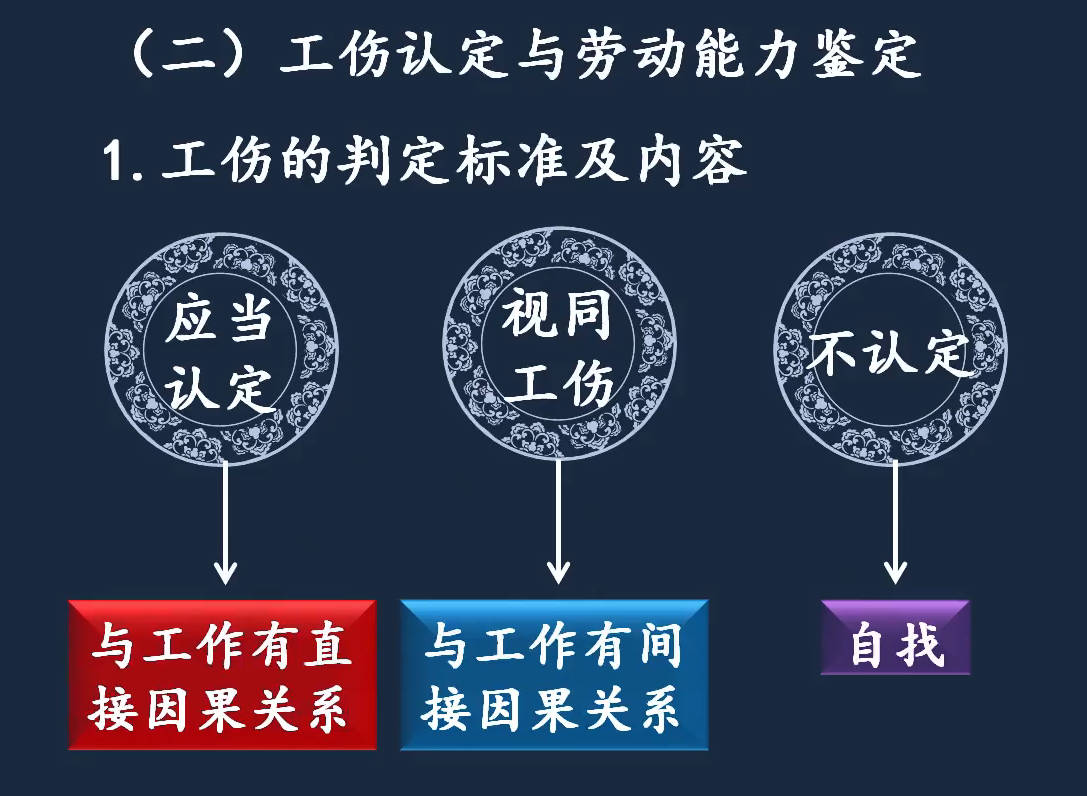 （二）工伤认定与劳动能力鉴定
1.工伤的判定标准及内容
应当
认定
视同
工伤
不认定
与工作有直
接因果关系
与工作有间
接因果关系
自找